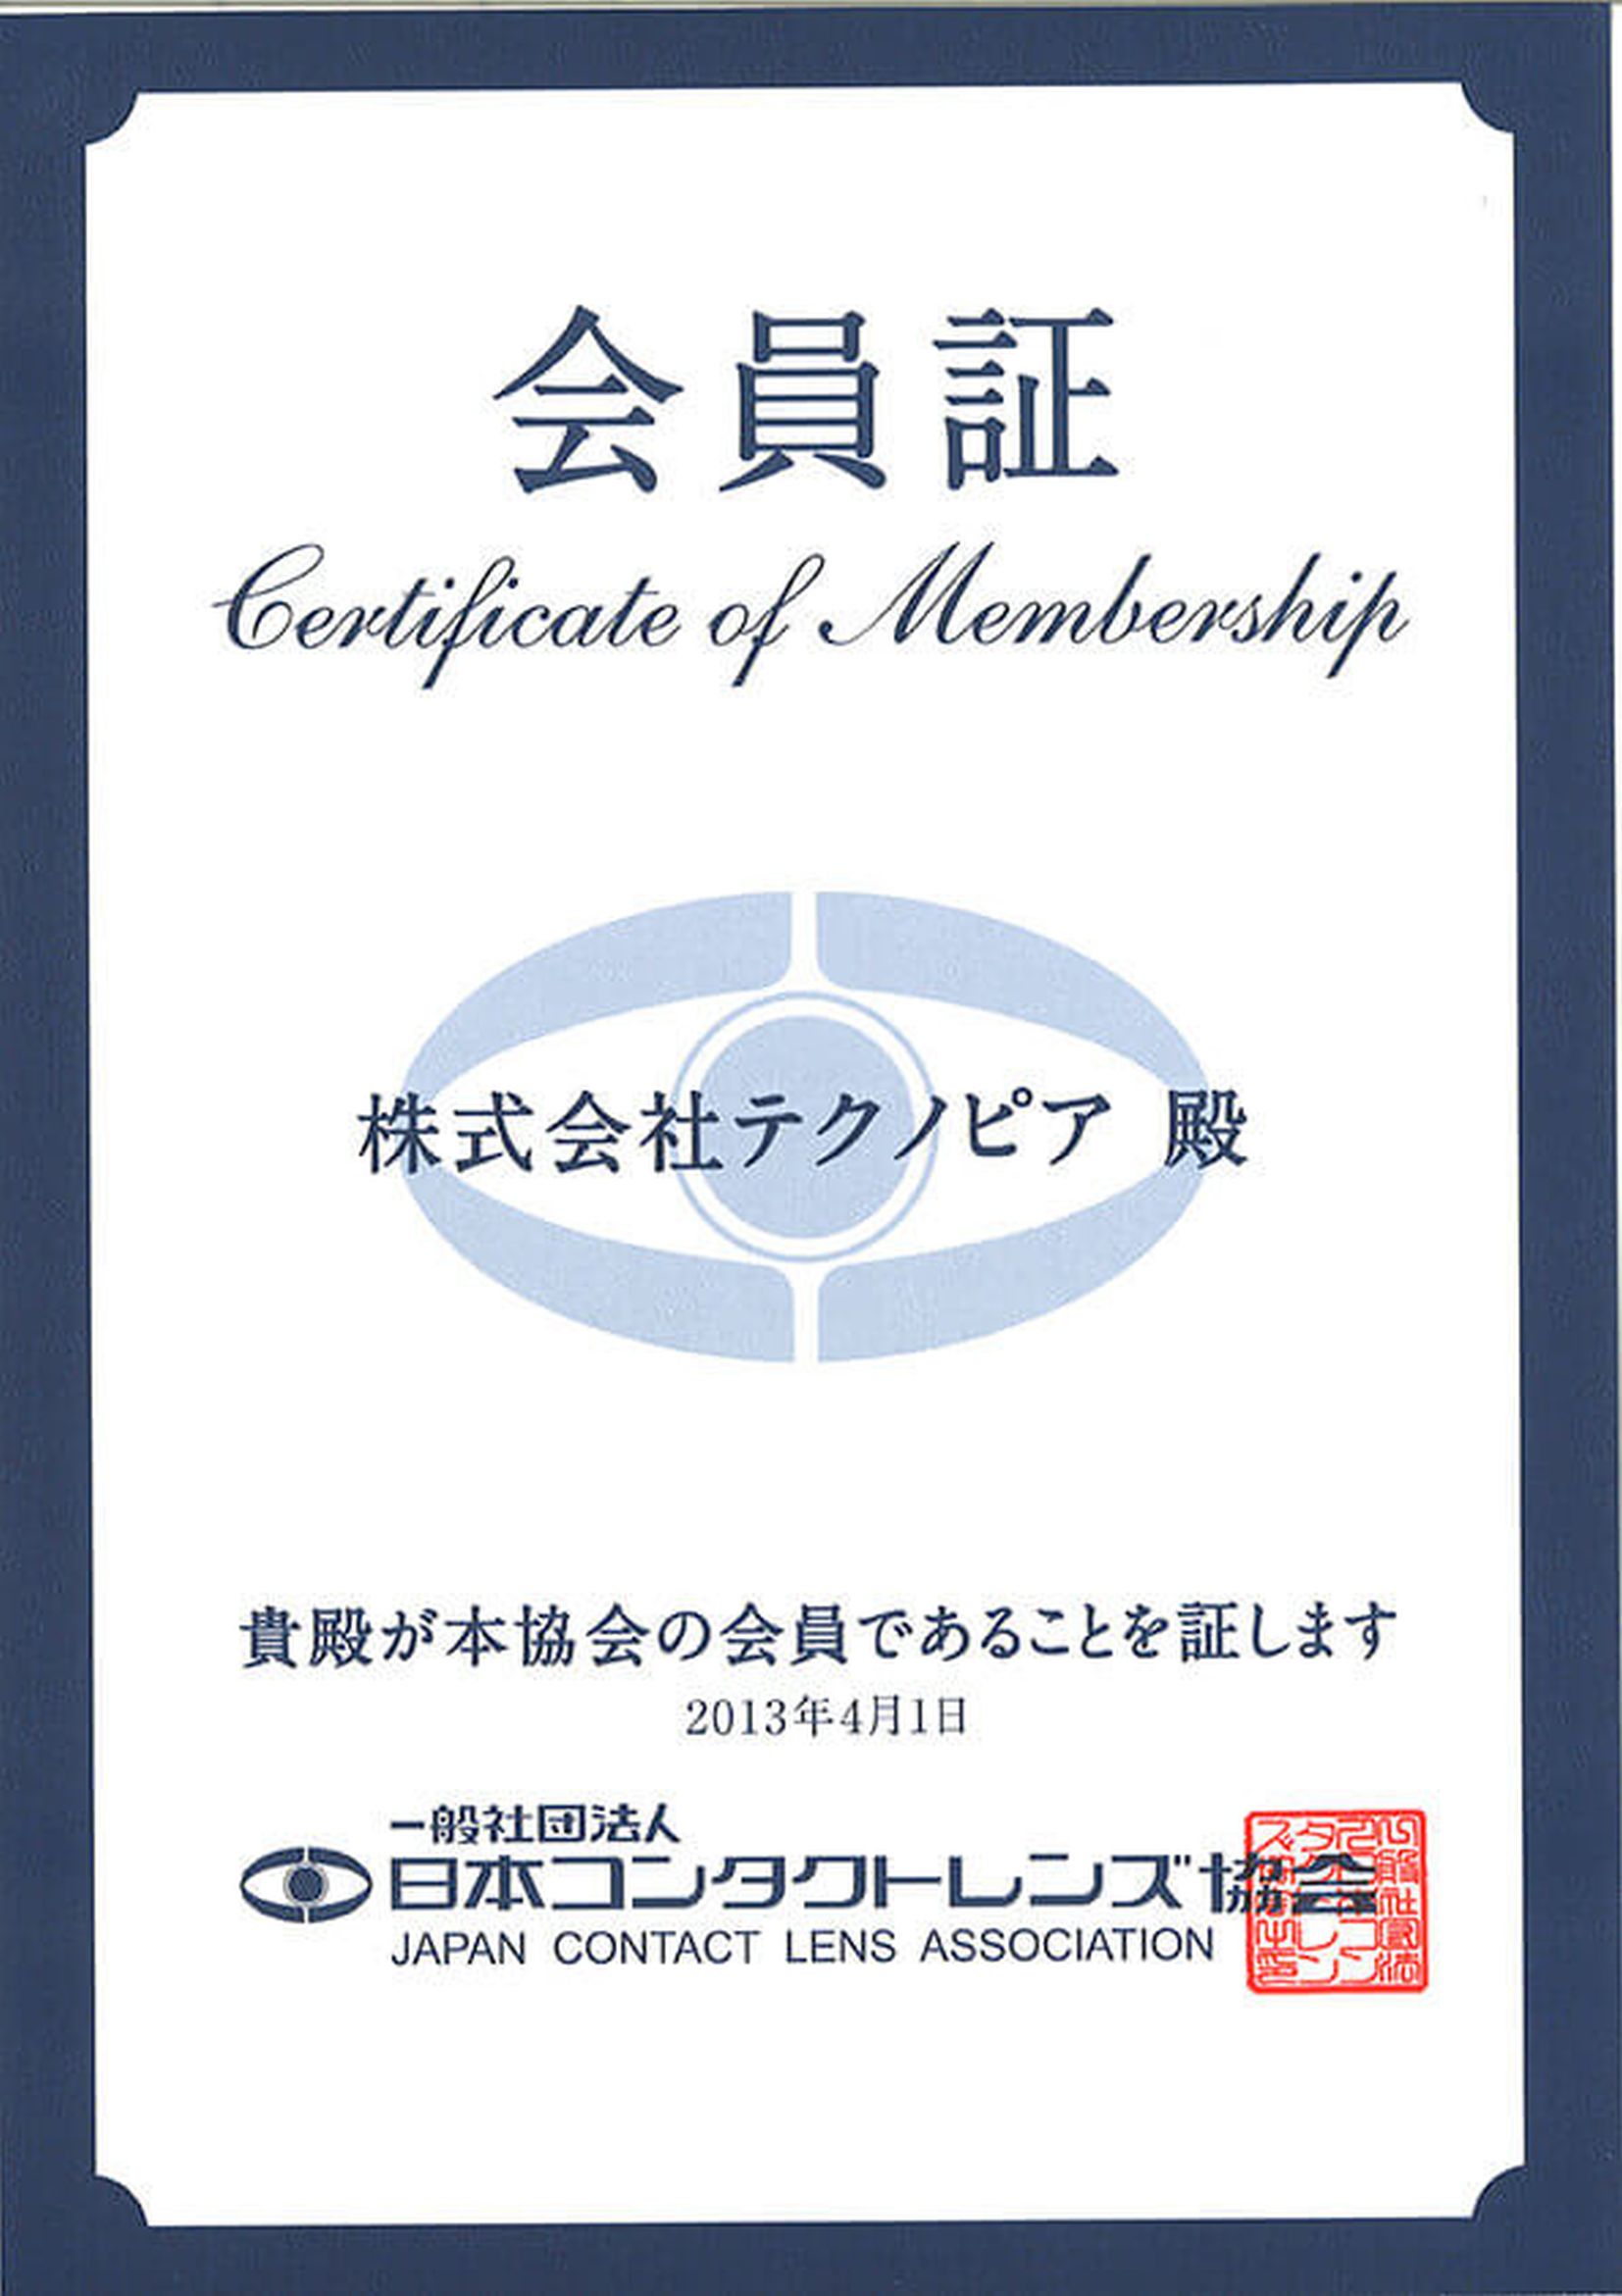 会員証
Certificate of Membership
株式会社テクノピア 殿
貴殿が本協会の会員であることを証します
2013年4月1日
一般社団法人
日本コンタクトレンズ協会
JAPAN CONTACT LENS ASSOCIATION